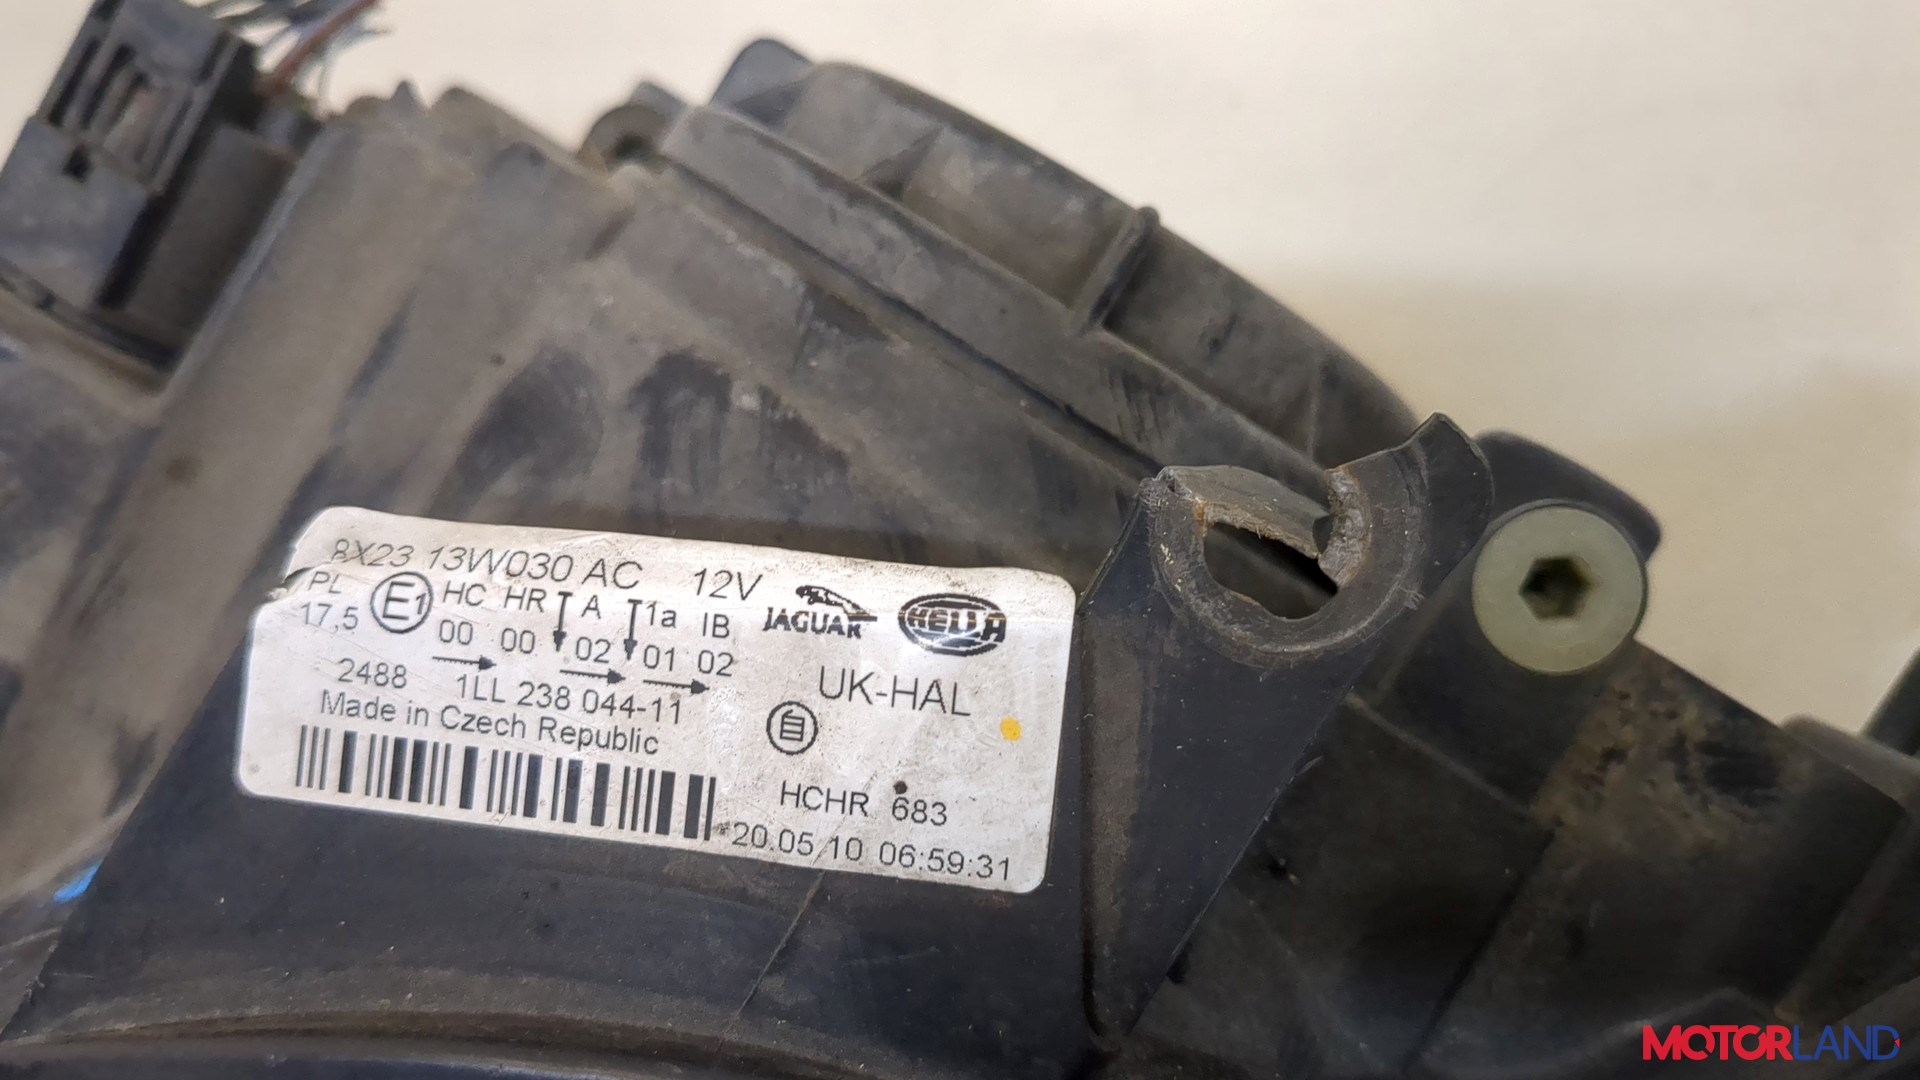 8X23 13W030 AC 12V
JAGUAR HELLA
PL E1 HC HR A 1a IB
17,5 00 00 02 01 02
2488 1LL 238 044-11 UK-HAL
Made in Czech Republic 自
HCHR 683
20.05.10 06:59:31
MOTORLAND